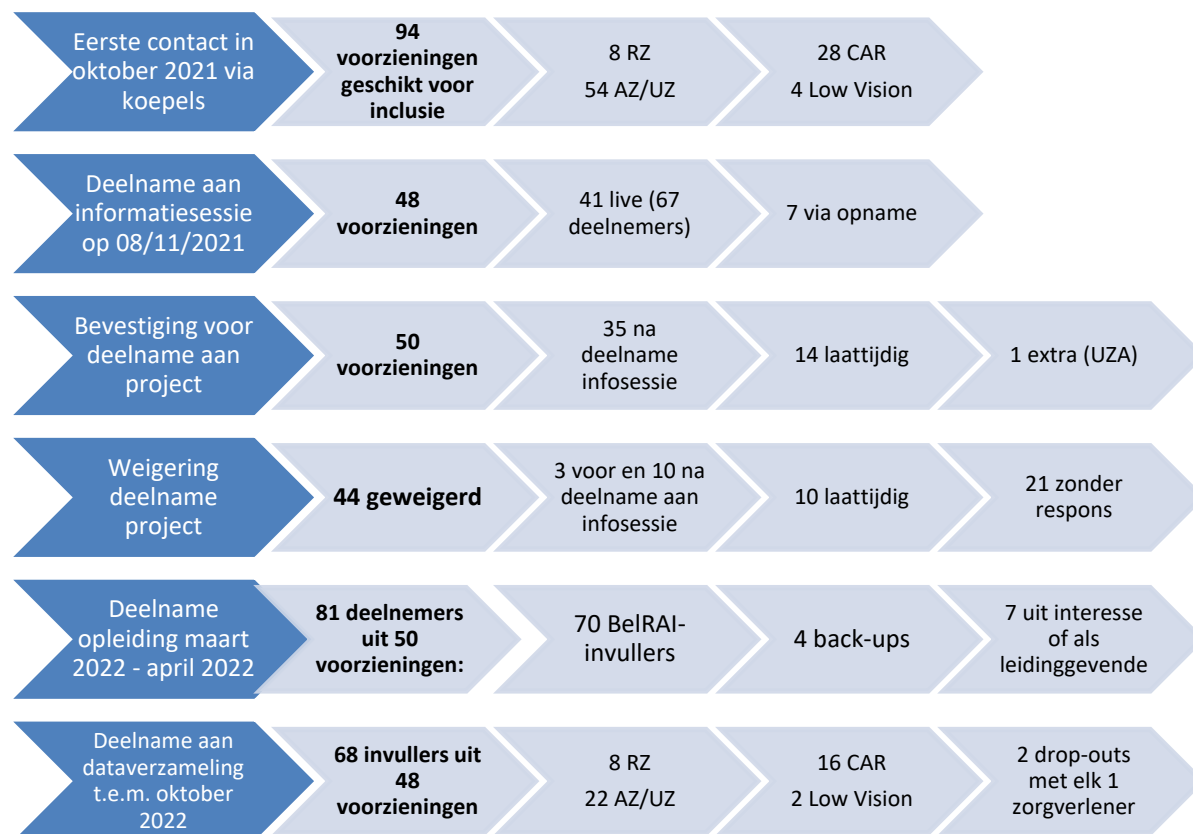 Eerste contact in
oktober 2021 via
koepels
94
voorzieningen
geschikt voor
inclusie
8 RZ
54 AZ/UZ
28 CAR
4 Low Vision
Deelname aan
informatiesessie
op 08/11/2021
48
voorzieningen
41 live (67
deelnemers)
7 via opname
Bevestiging voor
deelname aan
project
50
voorzieningen
35 na
deelname
infosessie
14 laattijdig
1 extra (UZA)
Weigering
deelname
project
44 geweigerd
3 voor en 10 na
deelname aan
infosessie
10 laattijdig
21 zonder
respons
Deelname
opleiding maart
2022 - april 2022
81 deelnemers
uit 50
voorzieningen:
70 BelRAI-
invullers
4 back-ups
7 uit interesse
of als
leidinggevende
Deelname aan
dataverzameling
t.e.m. oktober
2022
68 invullers uit
48
voorzieningen
8 RZ
22 AZ/UZ
16 CAR
2 Low Vision
2 drop-outs
met elk 1
zorgverlener